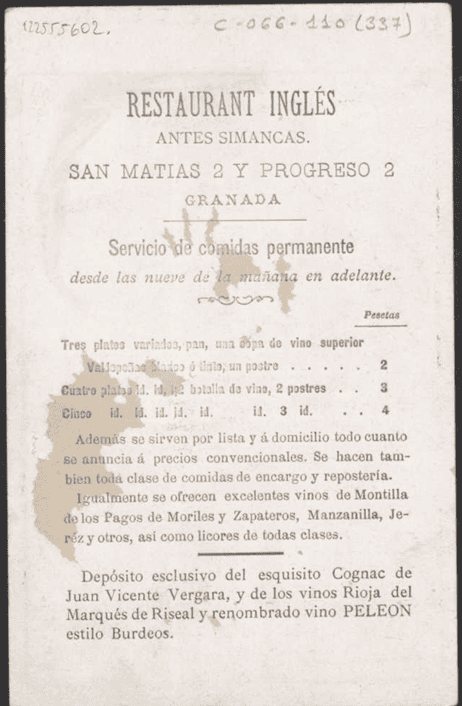 122555602.
C-066-110 (337)
RESTAURANT INGLÉS
ANTES SIMANCAS.
SAN MATIAS 2 Y PROGRESO 2
GRANADA
Servicio de comidas permanente
desde las nueve de la mañana en adelante.
Pesetas
Tres platos variados, pan, una copa de vino superior
Valdepeñas blanco ó tinto, un postre . . . . . 2
Cuatro platos id. id, 1¡2 botella de vino, 2 postres . . 3
Cinco id. id. id. id. id. id. 3 id. . . 4
Además se sirven por lista y á domicilio todo cuanto
se anuncia á precios convencionales. Se hacen tam-
bien toda clase de comidas de encargo y repostería.
Igualmente se ofrecen excelentes vinos de Montilla
de los Pagos de Moriles y Zapateros, Manzanilla, Je-
réz y otros, asi como licores de todas clases.
Depósito esclusivo del esquisito Cognac de
Juan Vicente Vergara, y de los vinos Rioja del
Marqués de Riseal y renombrado vino PELEON
estilo Burdeos.